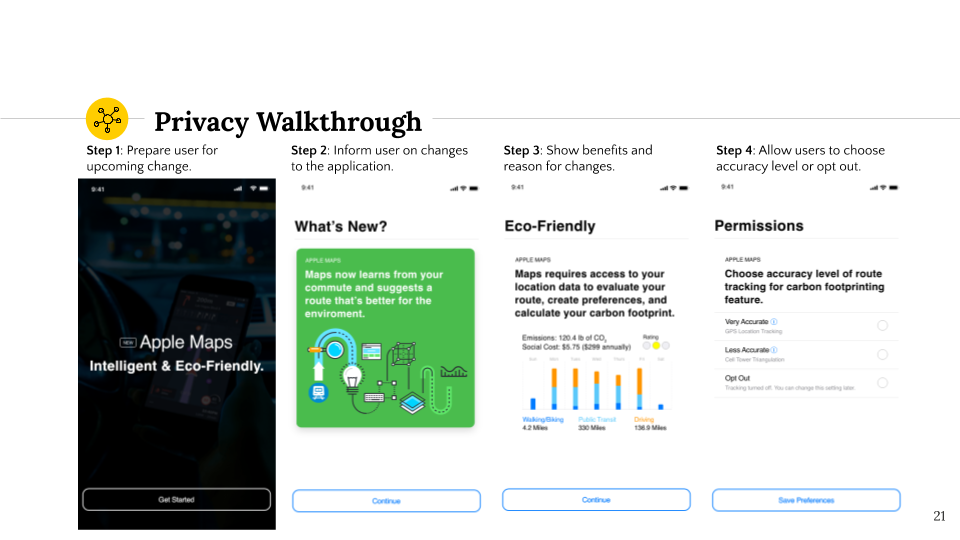 Privacy Walkthrough
Step 1: Prepare user for
upcoming change.
9:41
NEW Apple Maps
Intelligent & Eco-Friendly.
Get Started
Step 2: Inform user on changes
to the application.
9:41
What's New?
APPLE MAPS
Maps now learns from your
commute and suggests a
route that's better for the
enviroment.
Continue
Step 3: Show benefits and
reason for changes.
9:41
Eco-Friendly
APPLE MAPS
Maps requires access to your
location data to evaluate your
route, create preferences, and
calculate your carbon footprint.
Emissions: 120.4 lb of CO₂
Social Cost: $5.75 ($299 annually)
Rating
Sun Mon Tue Wed Thu Fri Sat
Walking/Biking
4.2 Miles
Public Transit
330 Miles
Driving
136.9 Miles
Continue
Step 4: Allow users to choose
accuracy level or opt out.
9:41
Permissions
APPLE MAPS
Choose accuracy level of route
tracking for carbon footprinting
feature.
Very Accurate
GPS Location Tracking
Less Accurate
Cell Tower Triangulation
Opt Out
Tracking turned off. You can change this setting later.
Save Preferences
21